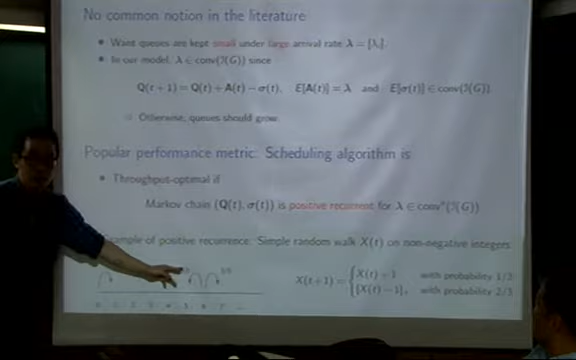 No common notion in the literature
Want queues are kept small under large arrival rate λ = [λᵢ].
In our model, λ ∈ conv(ℐ(G)) since
Q(t + 1) = Q(t) + A(t) − σ(t), E[A(t)] = λ and E[σ(t)] ∈ conv(ℐ(G))
Otherwise, queues should grow
Popular performance metric: Scheduling algorithm is
Throughput-optimal if
Markov chain (Q(t), σ(t)) is positive recurrent for λ ∈ conv°(ℐ(G))
ample of positive recurrence: Simple random walk X(t) on non-negative integers
X(t+1) = { X(t) + 1 with probability 1/2
[X(t) − 1]₊ with probability